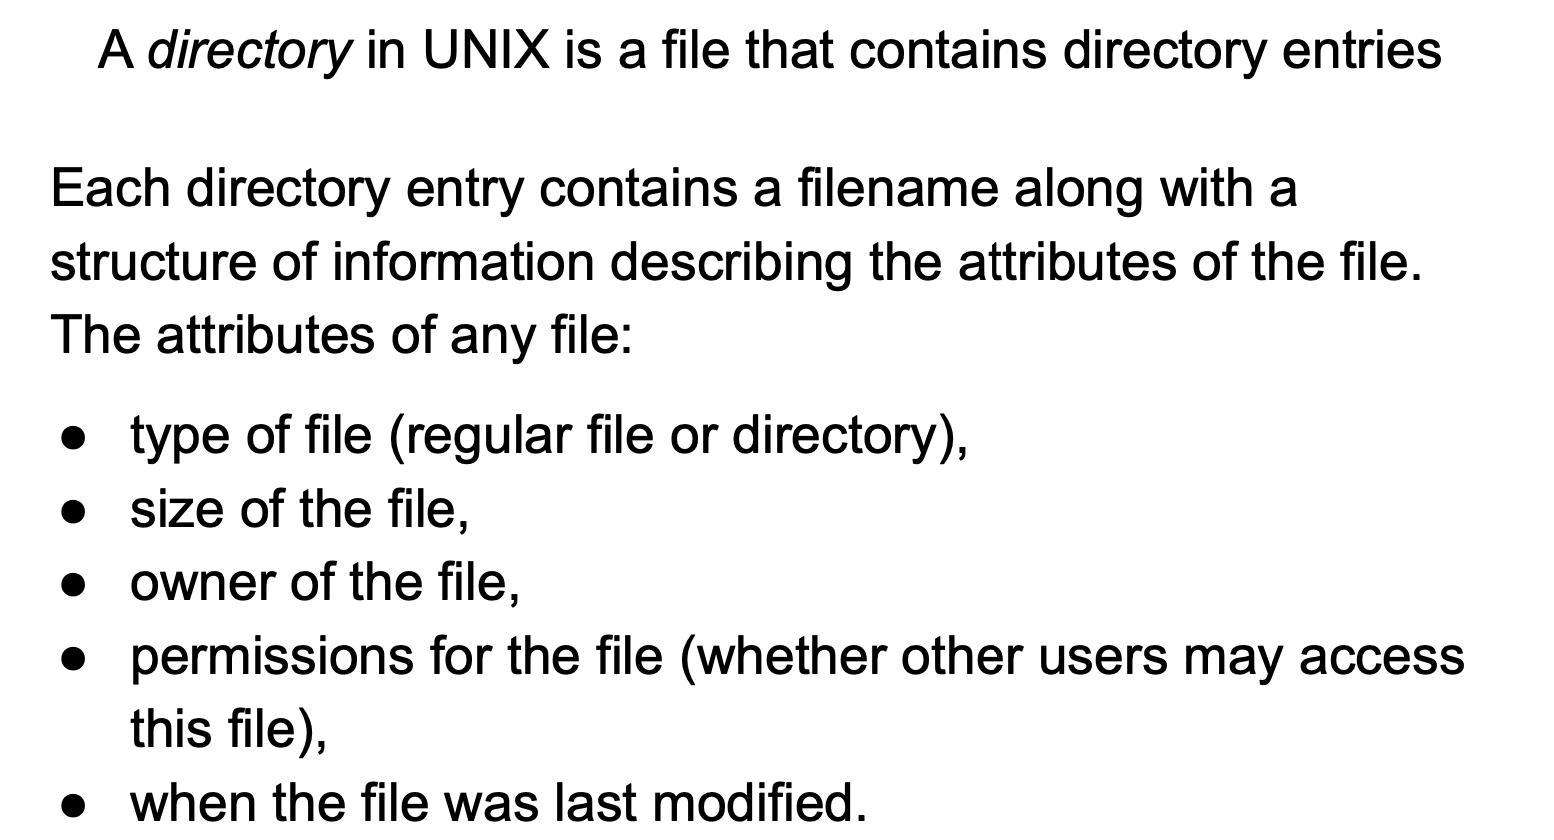 A directory in UNIX is a file that contains directory entries
Each directory entry contains a filename along with a
structure of information describing the attributes of the file.
The attributes of any file:
● type of file (regular file or directory),
● size of the file,
● owner of the file,
● permissions for the file (whether other users may access
this file),
● when the file was last modified.